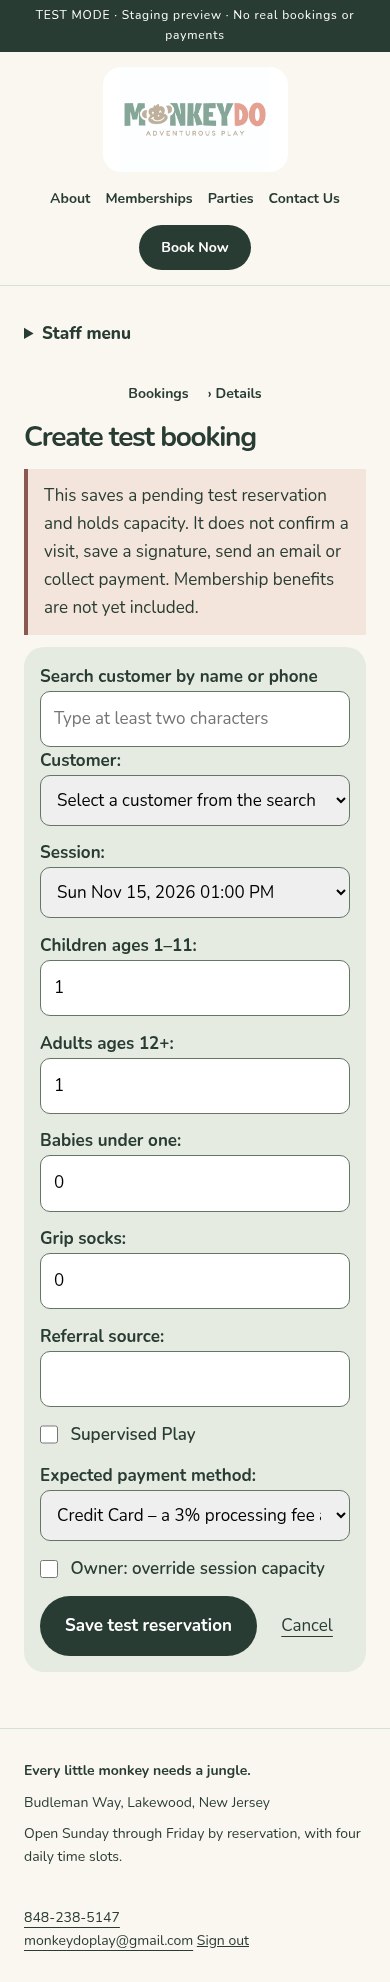 TEST MODE · Staging preview · No real bookings or
payments
MONKEYDO
ADVENTUROUS PLAY
About Memberships Parties Contact Us
Book Now
▶ Staff menu
Bookings › Details
Create test booking
This saves a pending test reservation
and holds capacity. It does not confirm a
visit, save a signature, send an email or
collect payment. Membership benefits
are not yet included.
Search customer by name or phone
Type at least two characters
Customer:
Select a customer from the search
Session:
Sun Nov 15, 2026 01:00 PM
Children ages 1–11:
1
Adults ages 12+:
1
Babies under one:
0
Grip socks:
0
Referral source:
Supervised Play
Expected payment method:
Credit Card – a 3% processing fee
Owner: override session capacity
Save test reservation Cancel
Every little monkey needs a jungle.
Budleman Way, Lakewood, New Jersey
Open Sunday through Friday by reservation, with four
daily time slots.
848-238-5147
monkeydoplay@gmail.com Sign out